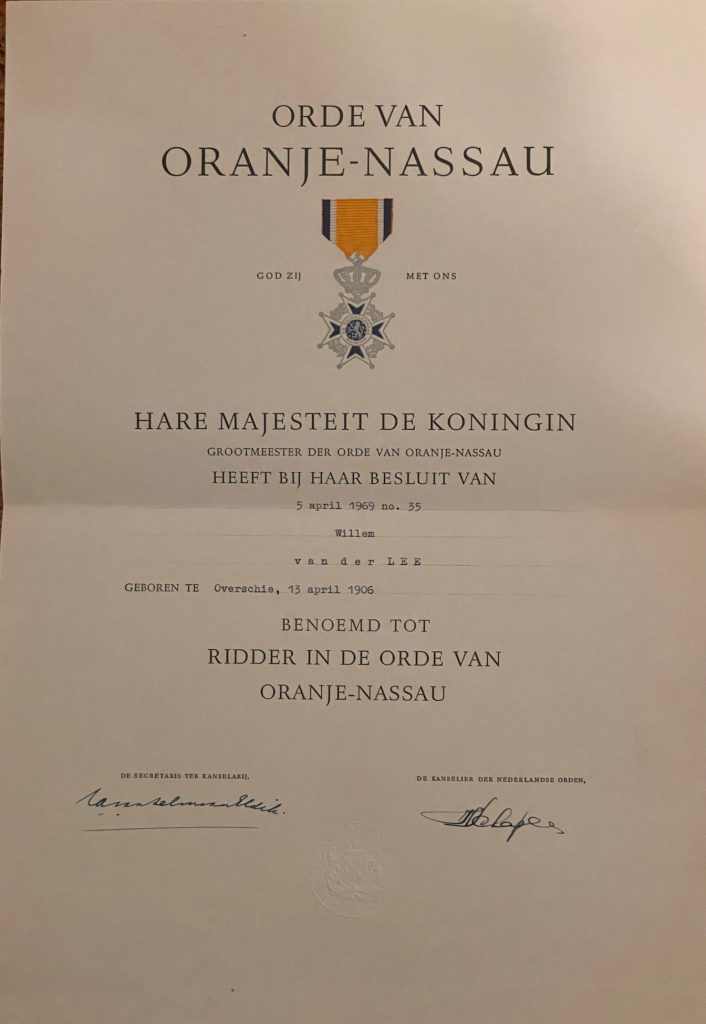 ORDE VAN
ORANJE-NASSAU
GOD ZIJ MET ONS
HARE MAJESTEIT DE KONINGIN
GROOTMEESTER DER ORDE VAN ORANJE-NASSAU
HEEFT BIJ HAAR BESLUIT VAN
5 april 1969 no. 35
Willem
van der LEE
GEBOREN TE Overschie, 13 april 1906
BENOEMD TOT
RIDDER IN DE ORDE VAN
ORANJE-NASSAU
DE SECRETARIS TER KANSELARIJ,
DE KANSELIER DER NEDERLANDSE ORDEN,